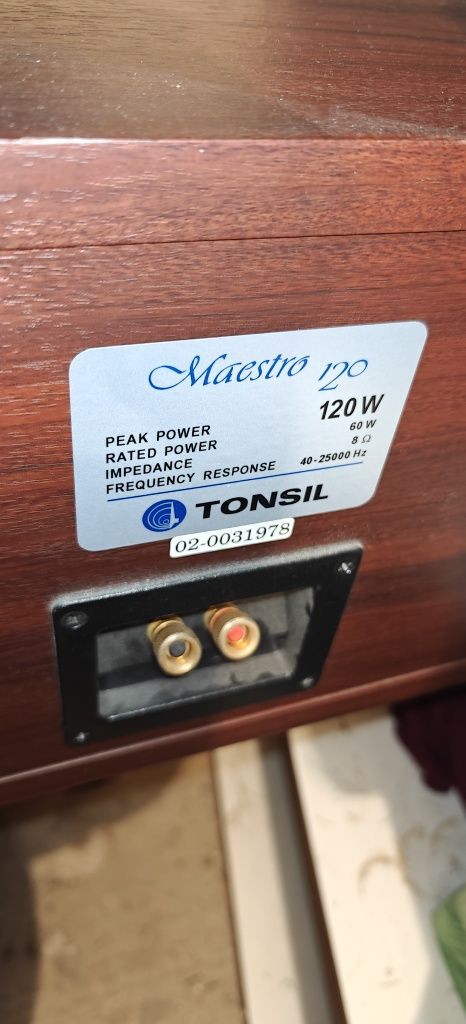 Maestro 120
PEAK POWER 120 W
RATED POWER 60 W
IMPEDANCE 8 Ω
FREQUENCY RESPONSE 40-25000 Hz
TONSIL
02-0031978